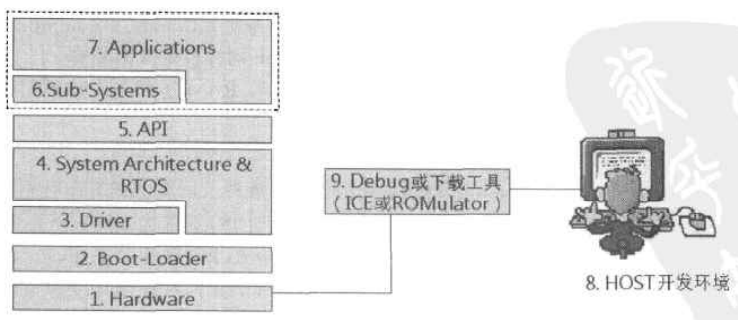 7. Applications
6.Sub-Systems
5. API
4. System Architecture &
RTOS
3. Driver
2. Boot-Loader
1. Hardware
9. Debug或下载工具
(ICE或ROMulator)
8. HOST开发环境